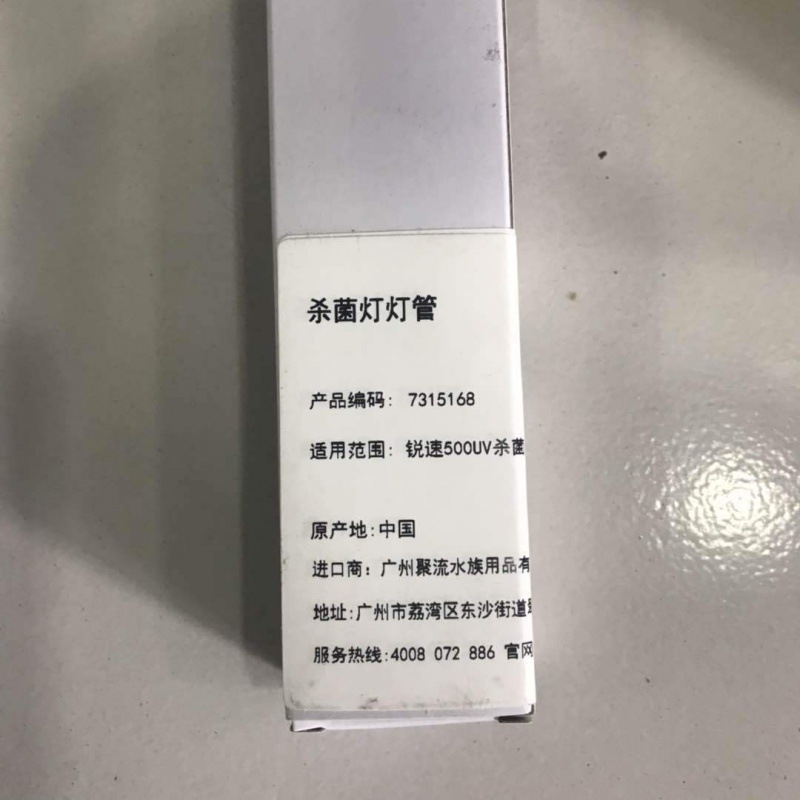 杀菌灯灯管
产品编码: 7315168
适用范围: 锐速500UV杀菌
原产地:中国
进口商: 广州聚流水族用品有
地址:广州市荔湾区东沙街道
服务热线:4008 072 886 官网